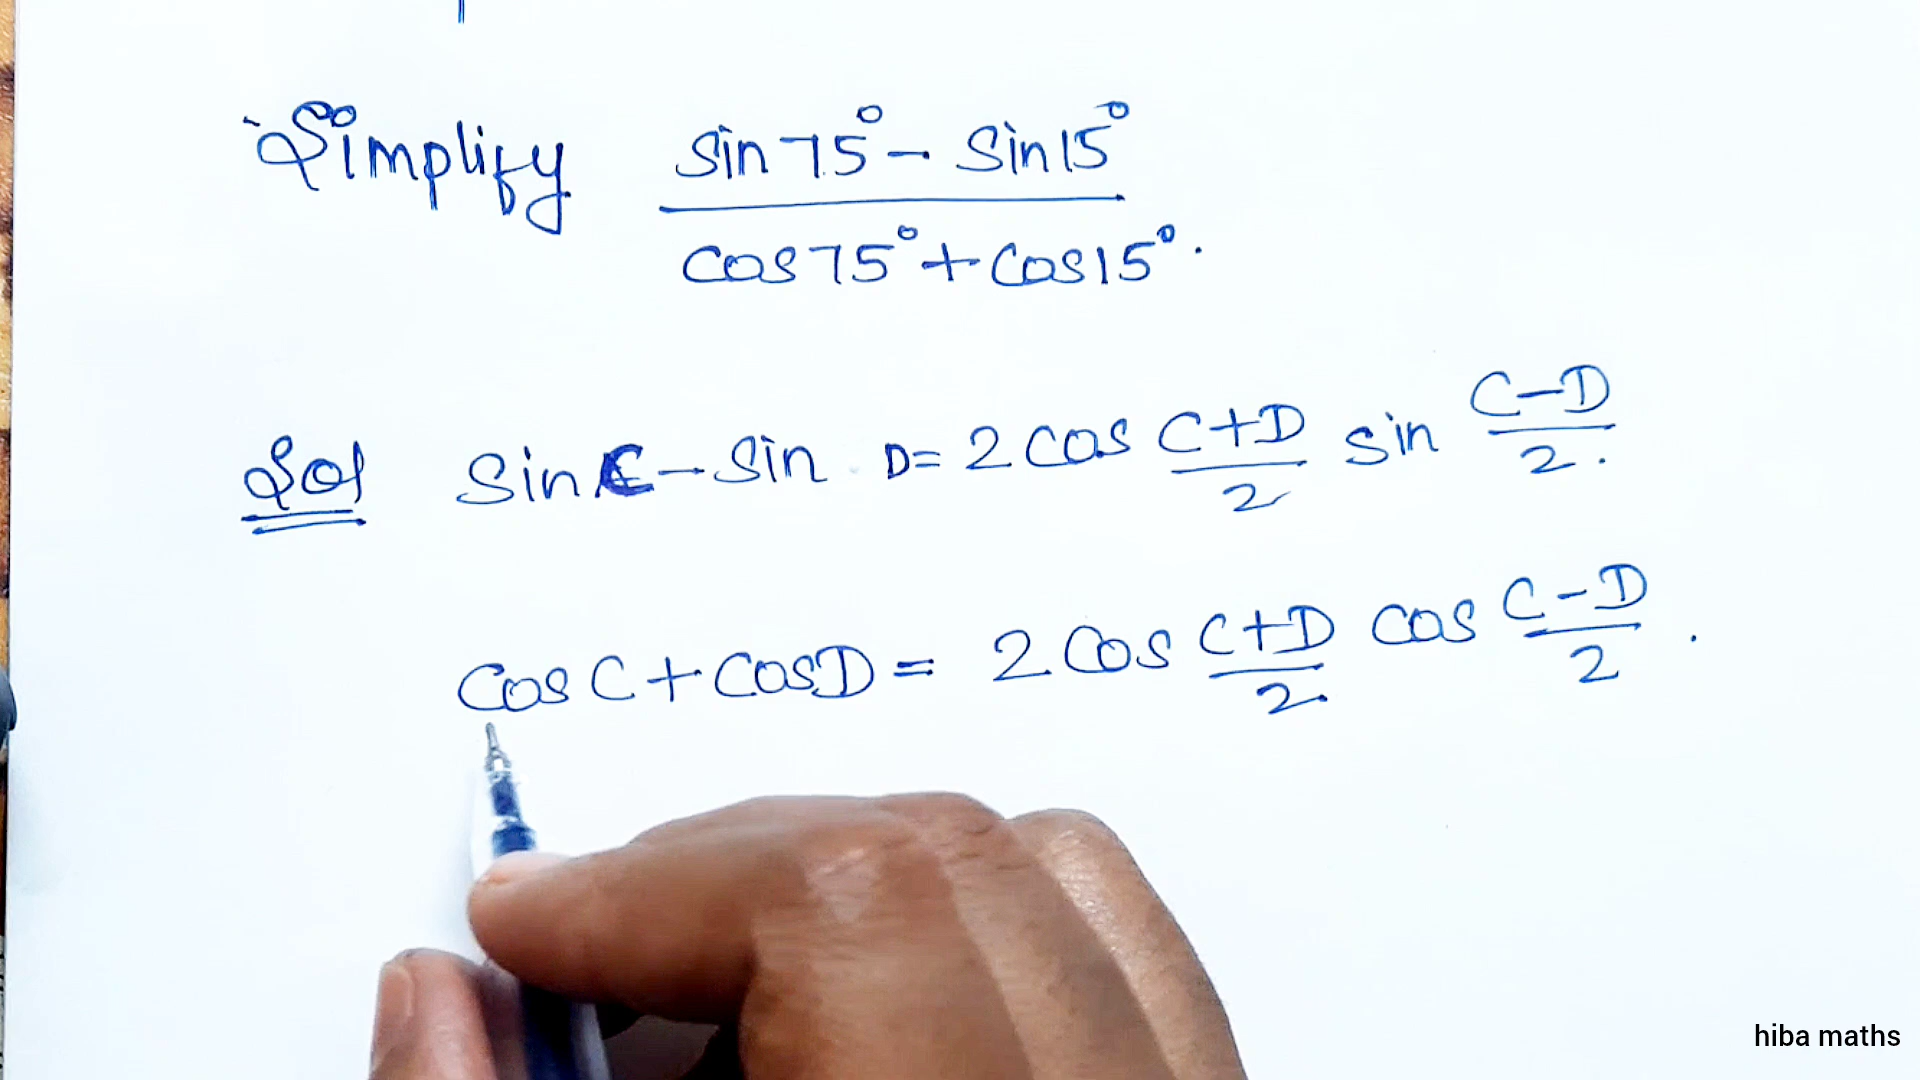 Simplify sin 75° - sin 15° / cos 75° + cos 15°.
Sol sin C - sin D = 2 cos C+D/2 sin C-D/2.
cos C + cos D = 2 cos C+D/2 cos C-D/2.
hiba maths